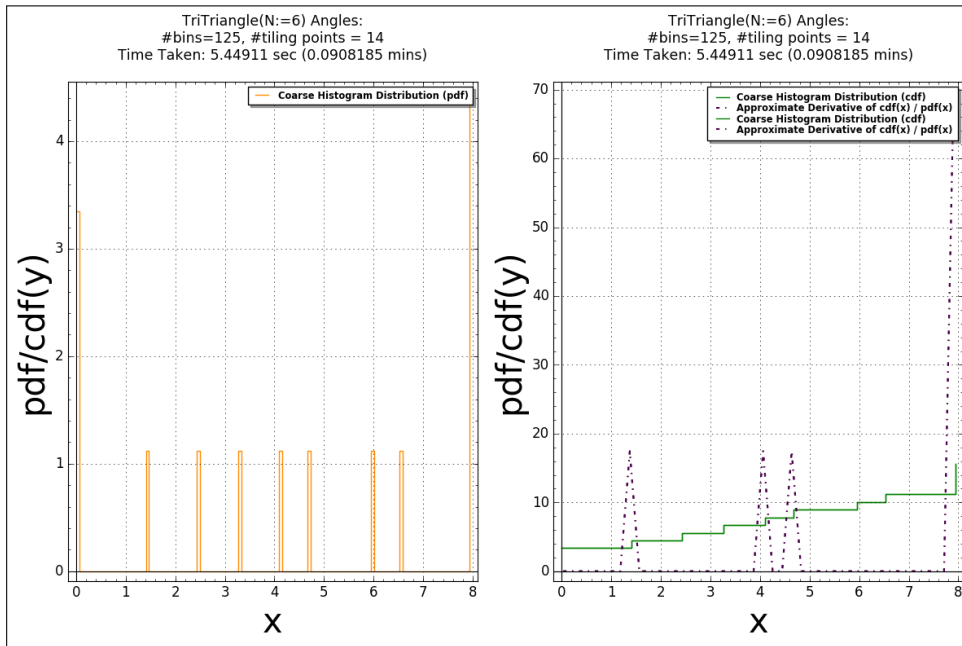 TriTriangle(N:=6) Angles:
#bins=125, #tiling points = 14
Time Taken: 5.44911 sec (0.0908185 mins)
Coarse Histogram Distribution (pdf)
pdf/cdf(y)
4
3
2
1
0
0 1 2 3 4 5 6 7 8
x
TriTriangle(N:=6) Angles:
#bins=125, #tiling points = 14
Time Taken: 5.44911 sec (0.0908185 mins)
Coarse Histogram Distribution (cdf)
Approximate Derivative of cdf(x) / pdf(x)
Coarse Histogram Distribution (cdf)
Approximate Derivative of cdf(x) / pdf(x)
pdf/cdf(y)
70
60
50
40
30
20
10
0
0 1 2 3 4 5 6 7 8
x